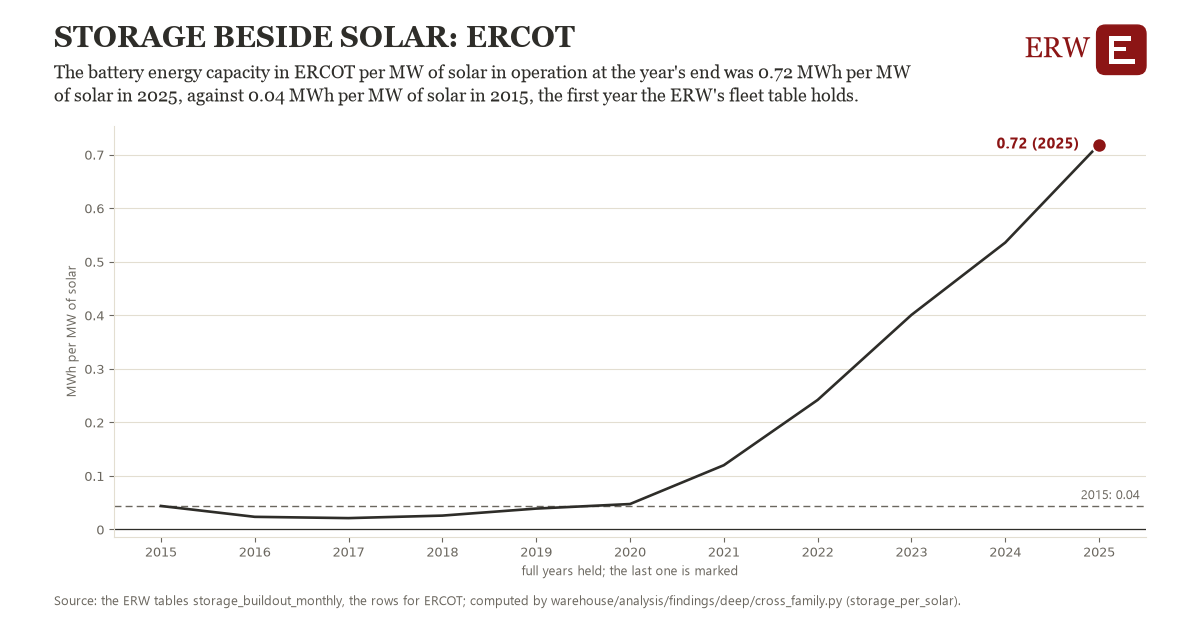 STORAGE BESIDE SOLAR: ERCOT
ERW E
The battery energy capacity in ERCOT per MW of solar in operation at the year's end was 0.72 MWh per MW
of solar in 2025, against 0.04 MWh per MW of solar in 2015, the first year the ERW's fleet table holds.
0.72 (2025)
0.7
0.6
0.5
0.4
0.3
0.2
0.1
0
MWh per MW of solar
2015: 0.04
2015 2016 2017 2018 2019 2020 2021 2022 2023 2024 2025
full years held; the last one is marked
Source: the ERW tables storage_buildout_monthly, the rows for ERCOT; computed by warehouse/analysis/findings/deep/cross_family.py (storage_per_solar).